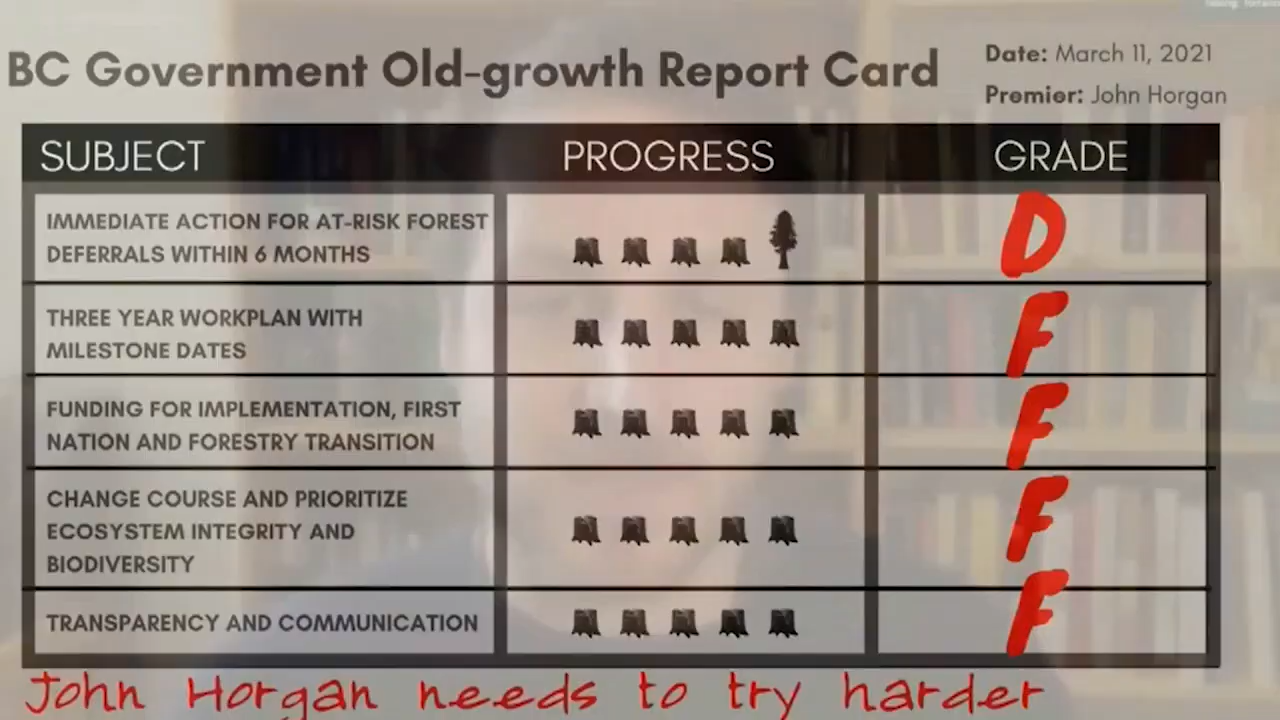 BC Government Old-growth Report Card
Date: March 11, 2021
Premier: John Horgan
SUBJECT PROGRESS GRADE
IMMEDIATE ACTION FOR AT-RISK FOREST
DEFERRALS WITHIN 6 MONTHS
D
THREE YEAR WORKPLAN WITH
MILESTONE DATES
F
FUNDING FOR IMPLEMENTATION, FIRST
NATION AND FORESTRY TRANSITION
F
CHANGE COURSE AND PRIORITIZE
ECOSYSTEM INTEGRITY AND
BIODIVERSITY
F
TRANSPARENCY AND COMMUNICATION
F
John Horgan needs to try harder